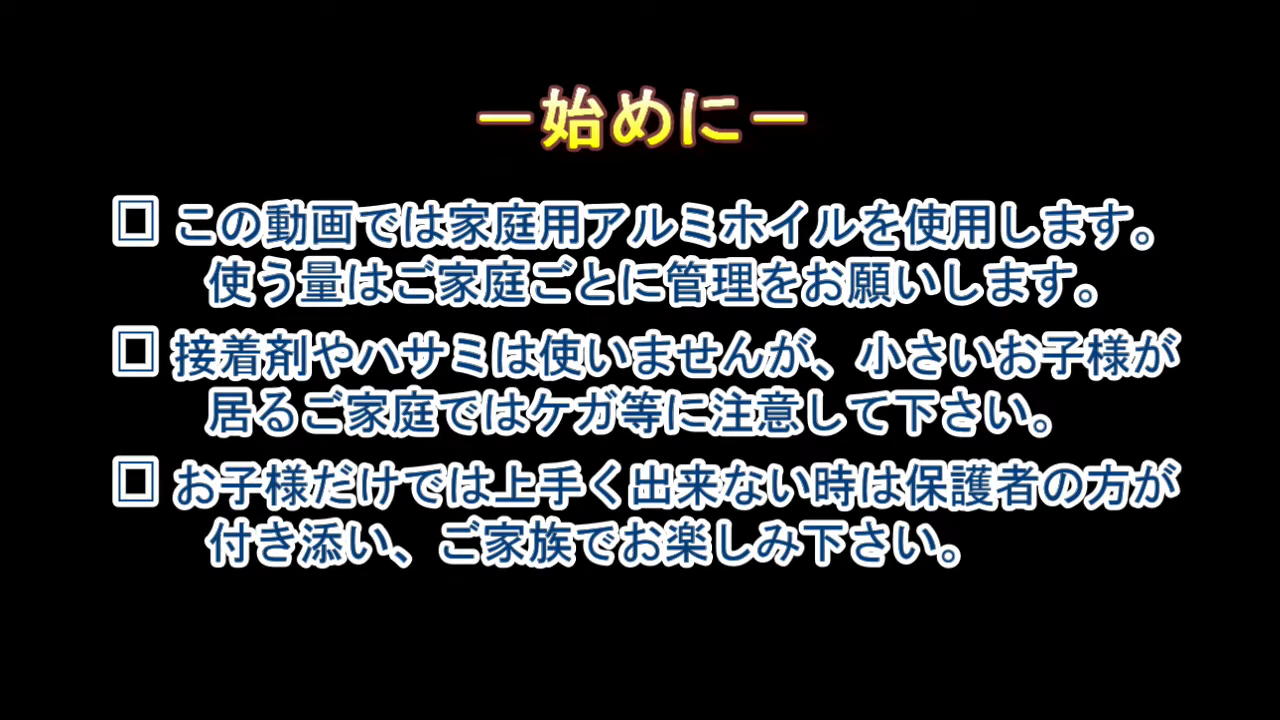 －始めに－
□ この動画では家庭用アルミホイルを使用します。
使う量はご家庭ごとに管理をお願いします。
□ 接着剤やハサミは使いませんが、小さいお子様が
居るご家庭ではケガ等に注意して下さい。
□ お子様だけでは上手く出来ない時は保護者の方が
付き添い、ご家族でお楽しみ下さい。